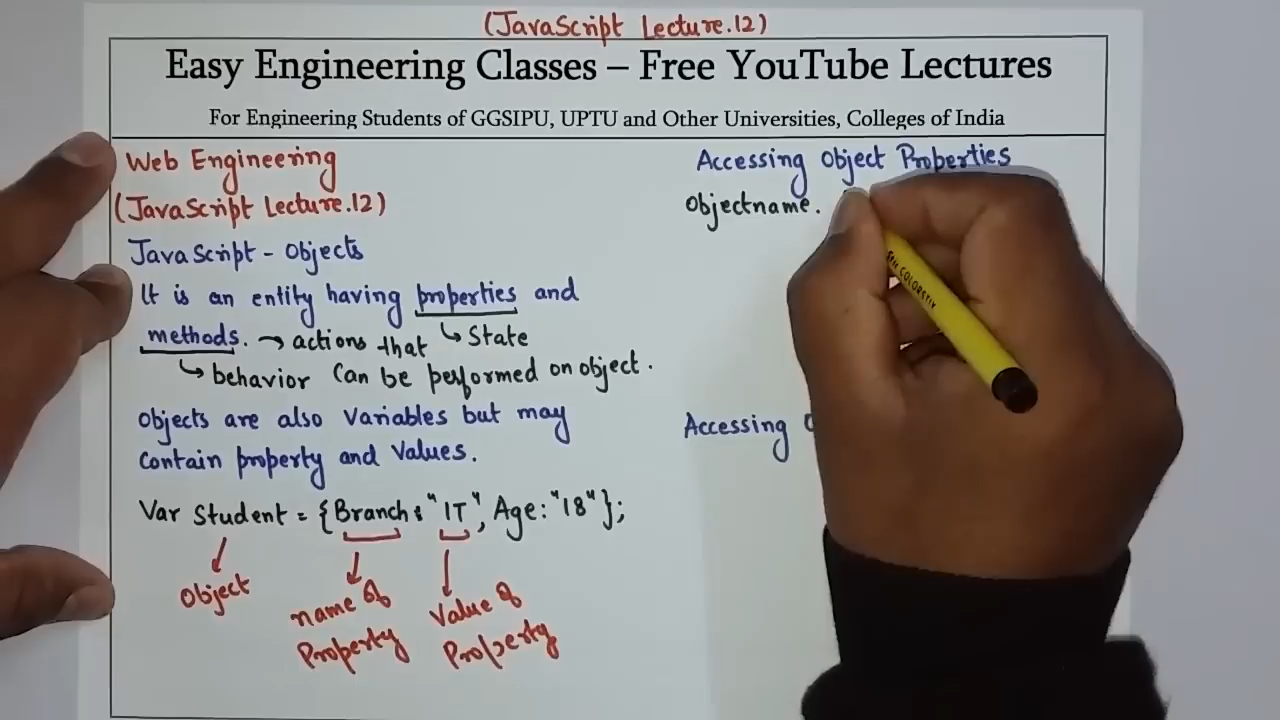 (JavaScript Lecture.12)
Easy Engineering Classes – Free YouTube Lectures
For Engineering Students of GGSIPU, UPTU and Other Universities, Colleges of India
Web Engineering
(JavaScript Lecture.12)
JavaScript - Objects
It is an entity having properties and
methods. → actions that ↳ State
↳ behavior can be performed on object.
Objects are also Variables but may
Contain property and Values.
Var Student = {Branch: "IT", Age: "18"};
Object
name of
Property
Value of
Property
Accessing Object Properties
Objectname.
Accessing